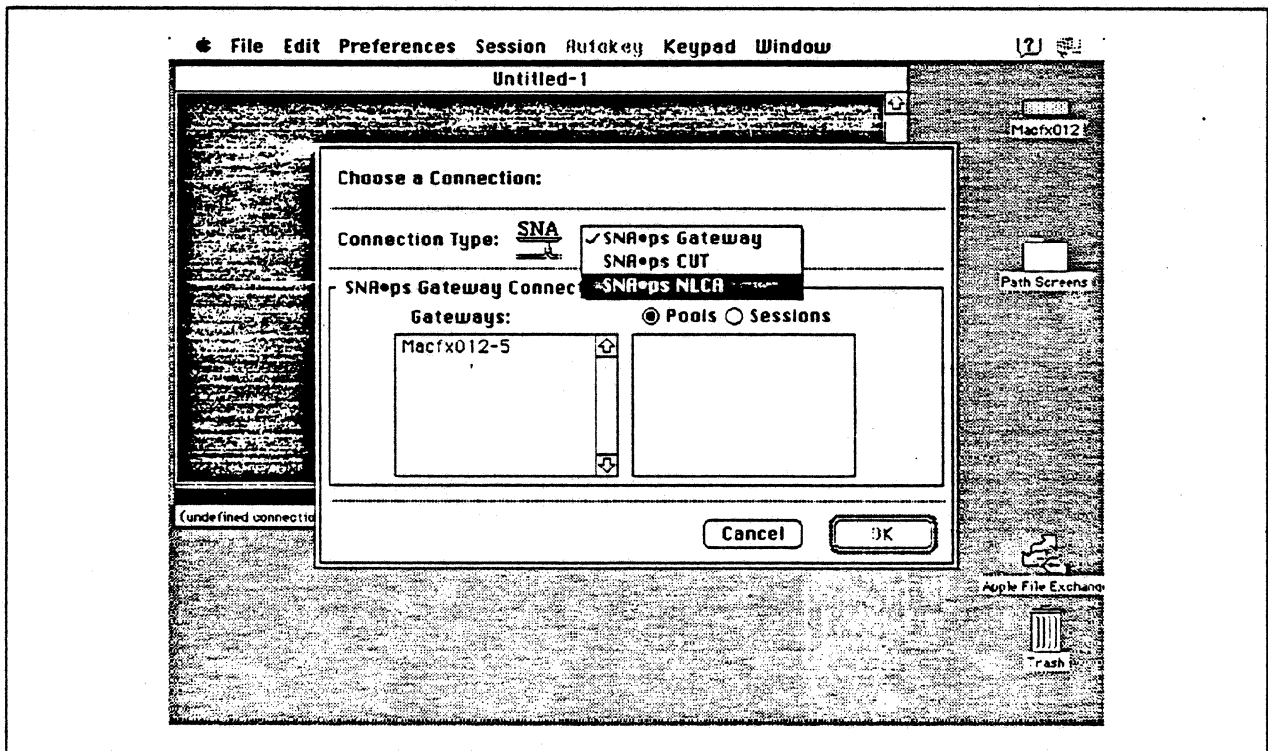 File Edit Preferences Session Autokey Keypad Window
Untitled-1
Macfx012
Choose a Connection:
Connection Type: SNA
✓SNA•ps Gateway
SNA•ps CUT
SNA•ps NLCA
Path Screens
SNA•ps Gateway Connec
Gateways:
Pools Sessions
Macfx012-5
(undefined connectio
Cancel
OK
Apple File Exchange
Trash